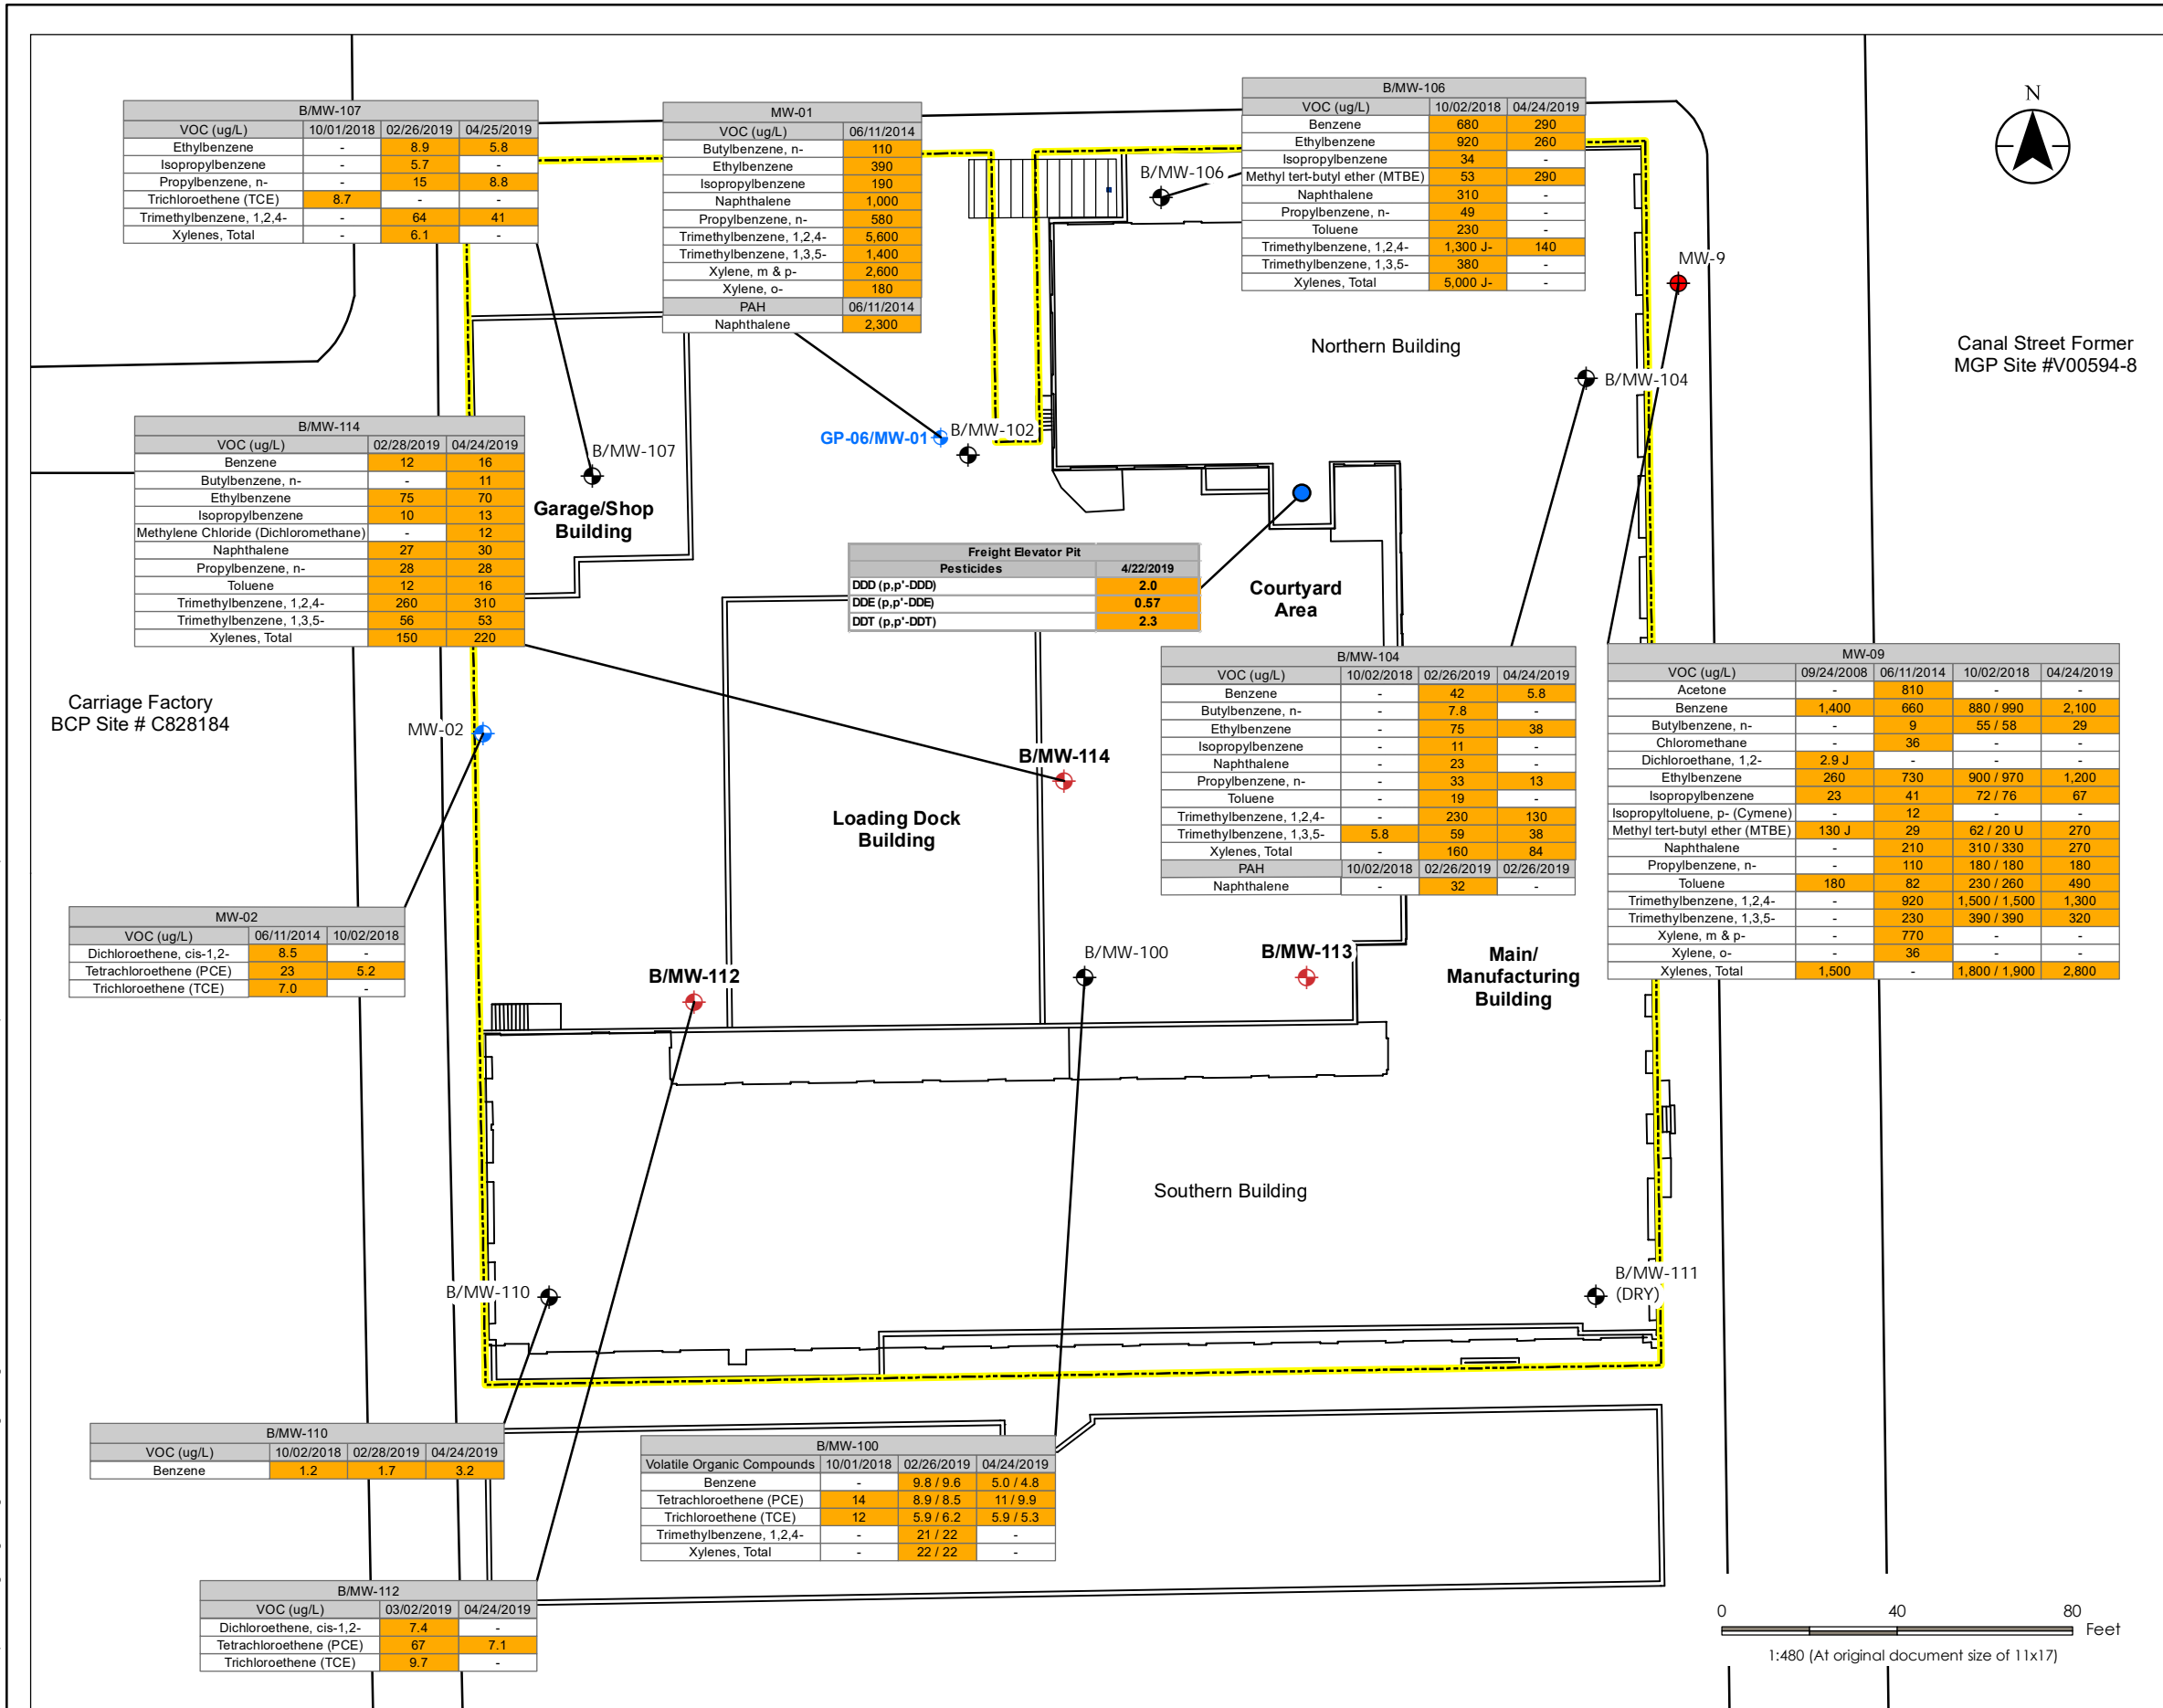 B/MW-107
VOC (ug/L) 10/01/2018 02/26/2019 04/25/2019
Ethylbenzene - 8.9 5.8
Isopropylbenzene - 5.7 -
Propylbenzene, n- - 15 8.8
Trichloroethene (TCE) 8.7 - -
Trimethylbenzene, 1,2,4- - 64 41
Xylenes, Total - 6.1 -
MW-01
VOC (ug/L) 06/11/2014
Butylbenzene, n- 110
Ethylbenzene 390
Isopropylbenzene 190
Naphthalene 1,000
Propylbenzene, n- 580
Trimethylbenzene, 1,2,4- 5,600
Trimethylbenzene, 1,3,5- 1,400
Xylene, m & p- 2,600
Xylene, o- 180
PAH 06/11/2014
Naphthalene 2,300
B/MW-106
VOC (ug/L) 10/02/2018 04/24/2019
Benzene 680 290
Ethylbenzene 920 260
Isopropylbenzene 34 -
Methyl tert-butyl ether (MTBE) 53 290
Naphthalene 310 -
Propylbenzene, n- 49 -
Toluene 230 -
Trimethylbenzene, 1,2,4- 1,300 J- 140
Trimethylbenzene, 1,3,5- 380 -
Xylenes, Total 5,000 J- -
N
B/MW-106
MW-9
Northern Building
Canal Street Former
MGP Site #V00594-8
B/MW-104
B/MW-114
VOC (ug/L) 02/28/2019 04/24/2019
Benzene 12 16
Butylbenzene, n- - 11
Ethylbenzene 75 70
Isopropylbenzene 10 13
Methylene Chloride (Dichloromethane) - 12
Naphthalene 27 30
Propylbenzene, n- 28 28
Toluene 12 16
Trimethylbenzene, 1,2,4- 260 310
Trimethylbenzene, 1,3,5- 56 53
Xylenes, Total 150 220
B/MW-107
GP-06/MW-01
B/MW-102
Garage/Shop
Building
Freight Elevator Pit
Pesticides 4/22/2019
DDD (p,p'-DDD) 2.0
DDE (p,p'-DDE) 0.57
DDT (p,p'-DDT) 2.3
Courtyard
Area
B/MW-104
VOC (ug/L) 10/02/2018 02/26/2019 04/24/2019
Benzene - 42 5.8
Butylbenzene, n- - 7.8 -
Ethylbenzene - 75 38
Isopropylbenzene - 11 -
Naphthalene - 23 -
Propylbenzene, n- - 33 13
Toluene - 19 -
Trimethylbenzene, 1,2,4- - 230 130
Trimethylbenzene, 1,3,5- 5.8 59 38
Xylenes, Total - 160 84
PAH 10/02/2018 02/26/2019 02/26/2019
Naphthalene - 32 -
MW-09
VOC (ug/L) 09/24/2008 06/11/2014 10/02/2018 04/24/2019
Acetone - 810 - -
Benzene 1,400 660 880 / 990 2,100
Butylbenzene, n- - 9 55 / 58 29
Chloromethane - 36 - -
Dichloroethane, 1,2- 2.9 J - - -
Ethylbenzene 260 730 900 / 970 1,200
Isopropylbenzene 23 41 72 / 76 67
Isopropyltoluene, p- (Cymene) - 12 - -
Methyl tert-butyl ether (MTBE) 130 J 29 62 / 20 U 270
Naphthalene - 210 310 / 330 270
Propylbenzene, n- - 110 180 / 180 180
Toluene 180 82 230 / 260 490
Trimethylbenzene, 1,2,4- - 920 1,500 / 1,500 1,300
Trimethylbenzene, 1,3,5- - 230 390 / 390 320
Xylene, m & p- - 770 - -
Xylene, o- - 36 - -
Xylenes, Total 1,500 - 1,800 / 1,900 2,800
Carriage Factory
BCP Site # C828184
MW-02
B/MW-114
Loading Dock
Building
MW-02
VOC (ug/L) 06/11/2014 10/02/2018
Dichloroethene, cis-1,2- 8.5 -
Tetrachloroethene (PCE) 23 5.2
Trichloroethene (TCE) 7.0 -
B/MW-112
B/MW-100
B/MW-113
Main/
Manufacturing
Building
Southern Building
B/MW-110
B/MW-111
(DRY)
B/MW-110
VOC (ug/L) 10/02/2018 02/28/2019 04/24/2019
Benzene 1.2 1.7 3.2
B/MW-100
Volatile Organic Compounds 10/01/2018 02/26/2019 04/24/2019
Benzene - 9.8 / 9.6 5.0 / 4.8
Tetrachloroethene (PCE) 14 8.9 / 8.5 11 / 9.9
Trichloroethene (TCE) 12 5.9 / 6.2 5.9 / 5.3
Trimethylbenzene, 1,2,4- - 21 / 22 -
Xylenes, Total - 22 / 22 -
B/MW-112
VOC (ug/L) 03/02/2019 04/24/2019
Dichloroethene, cis-1,2- 7.4 -
Tetrachloroethene (PCE) 67 7.1
Trichloroethene (TCE) 9.7 -
0 40 80
Feet
1:480 (At original document size of 11x17)